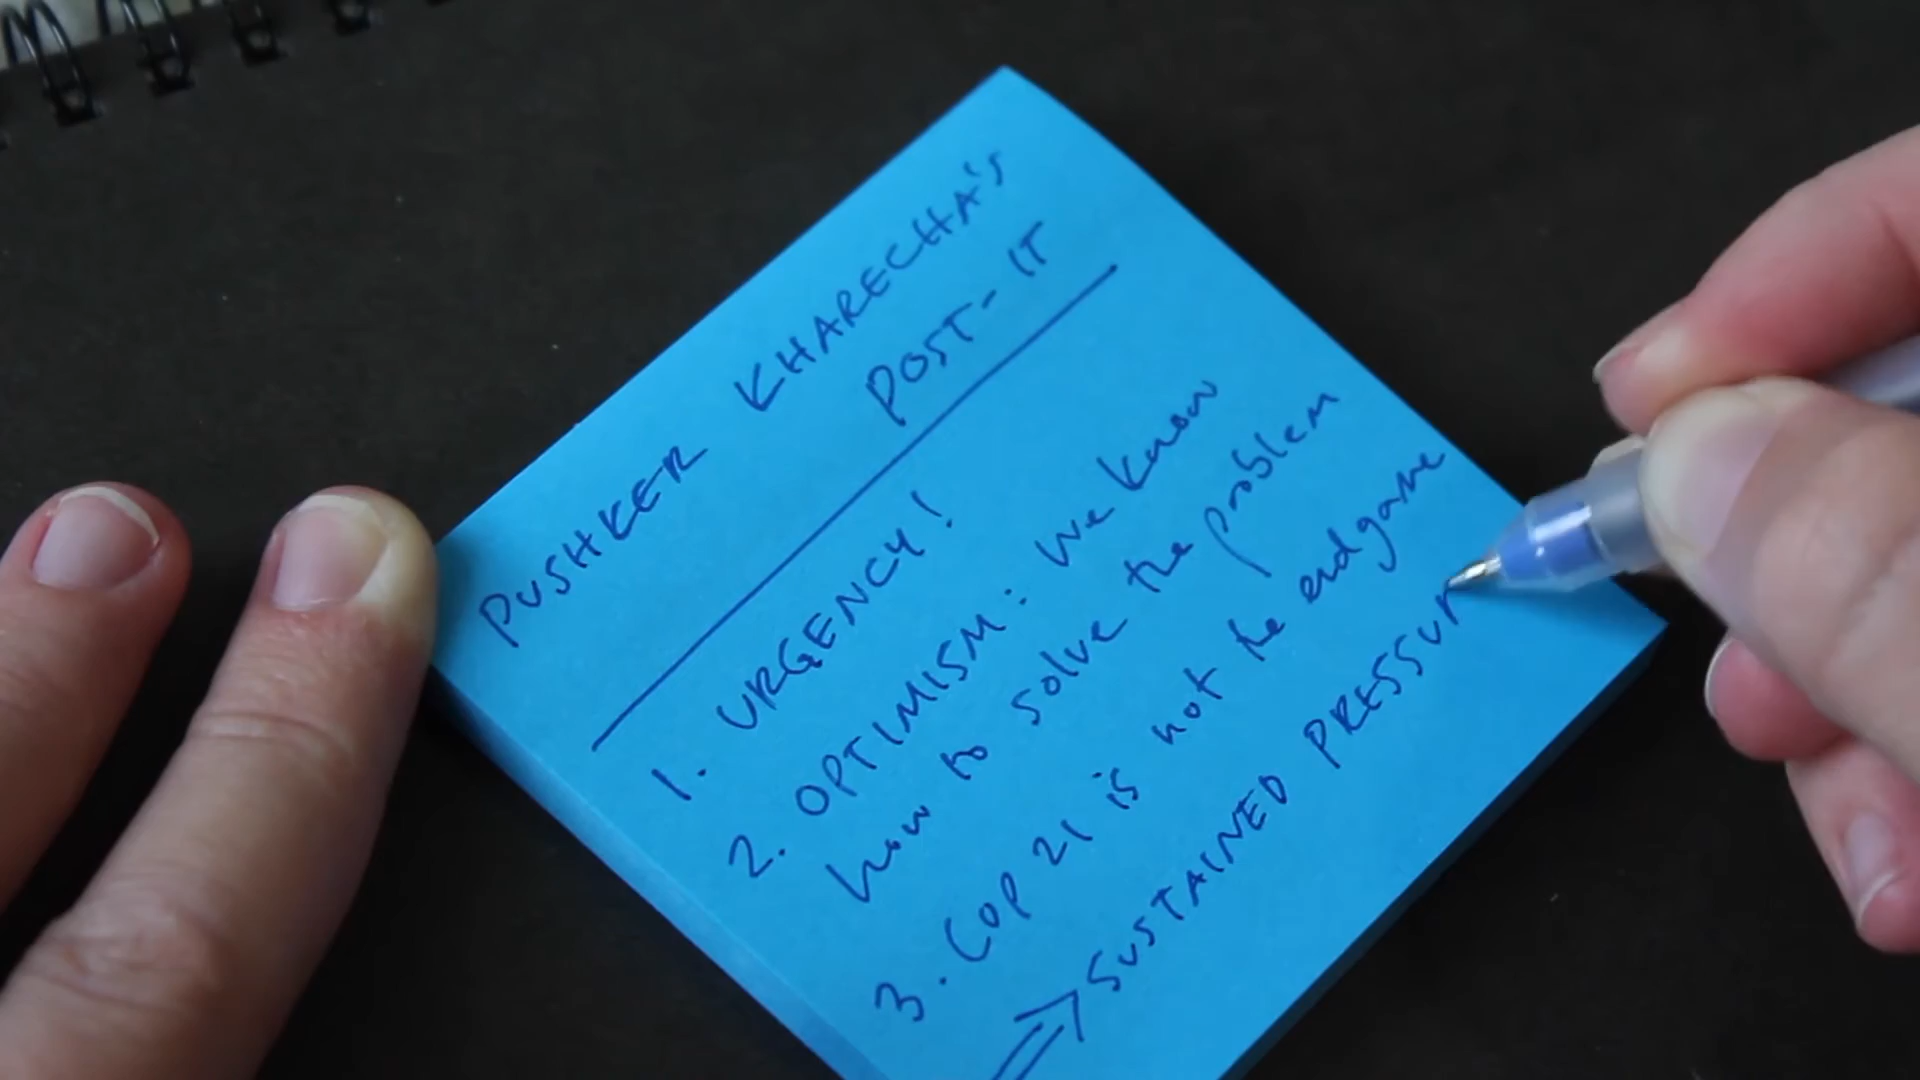 PUSHKER KHARECHA'S
POST-IT
1. URGENCY!
2. OPTIMISM: We know
how to solve the problem
3. COP 21 is not the endgame
⇒ SUSTAINED PRESSUR